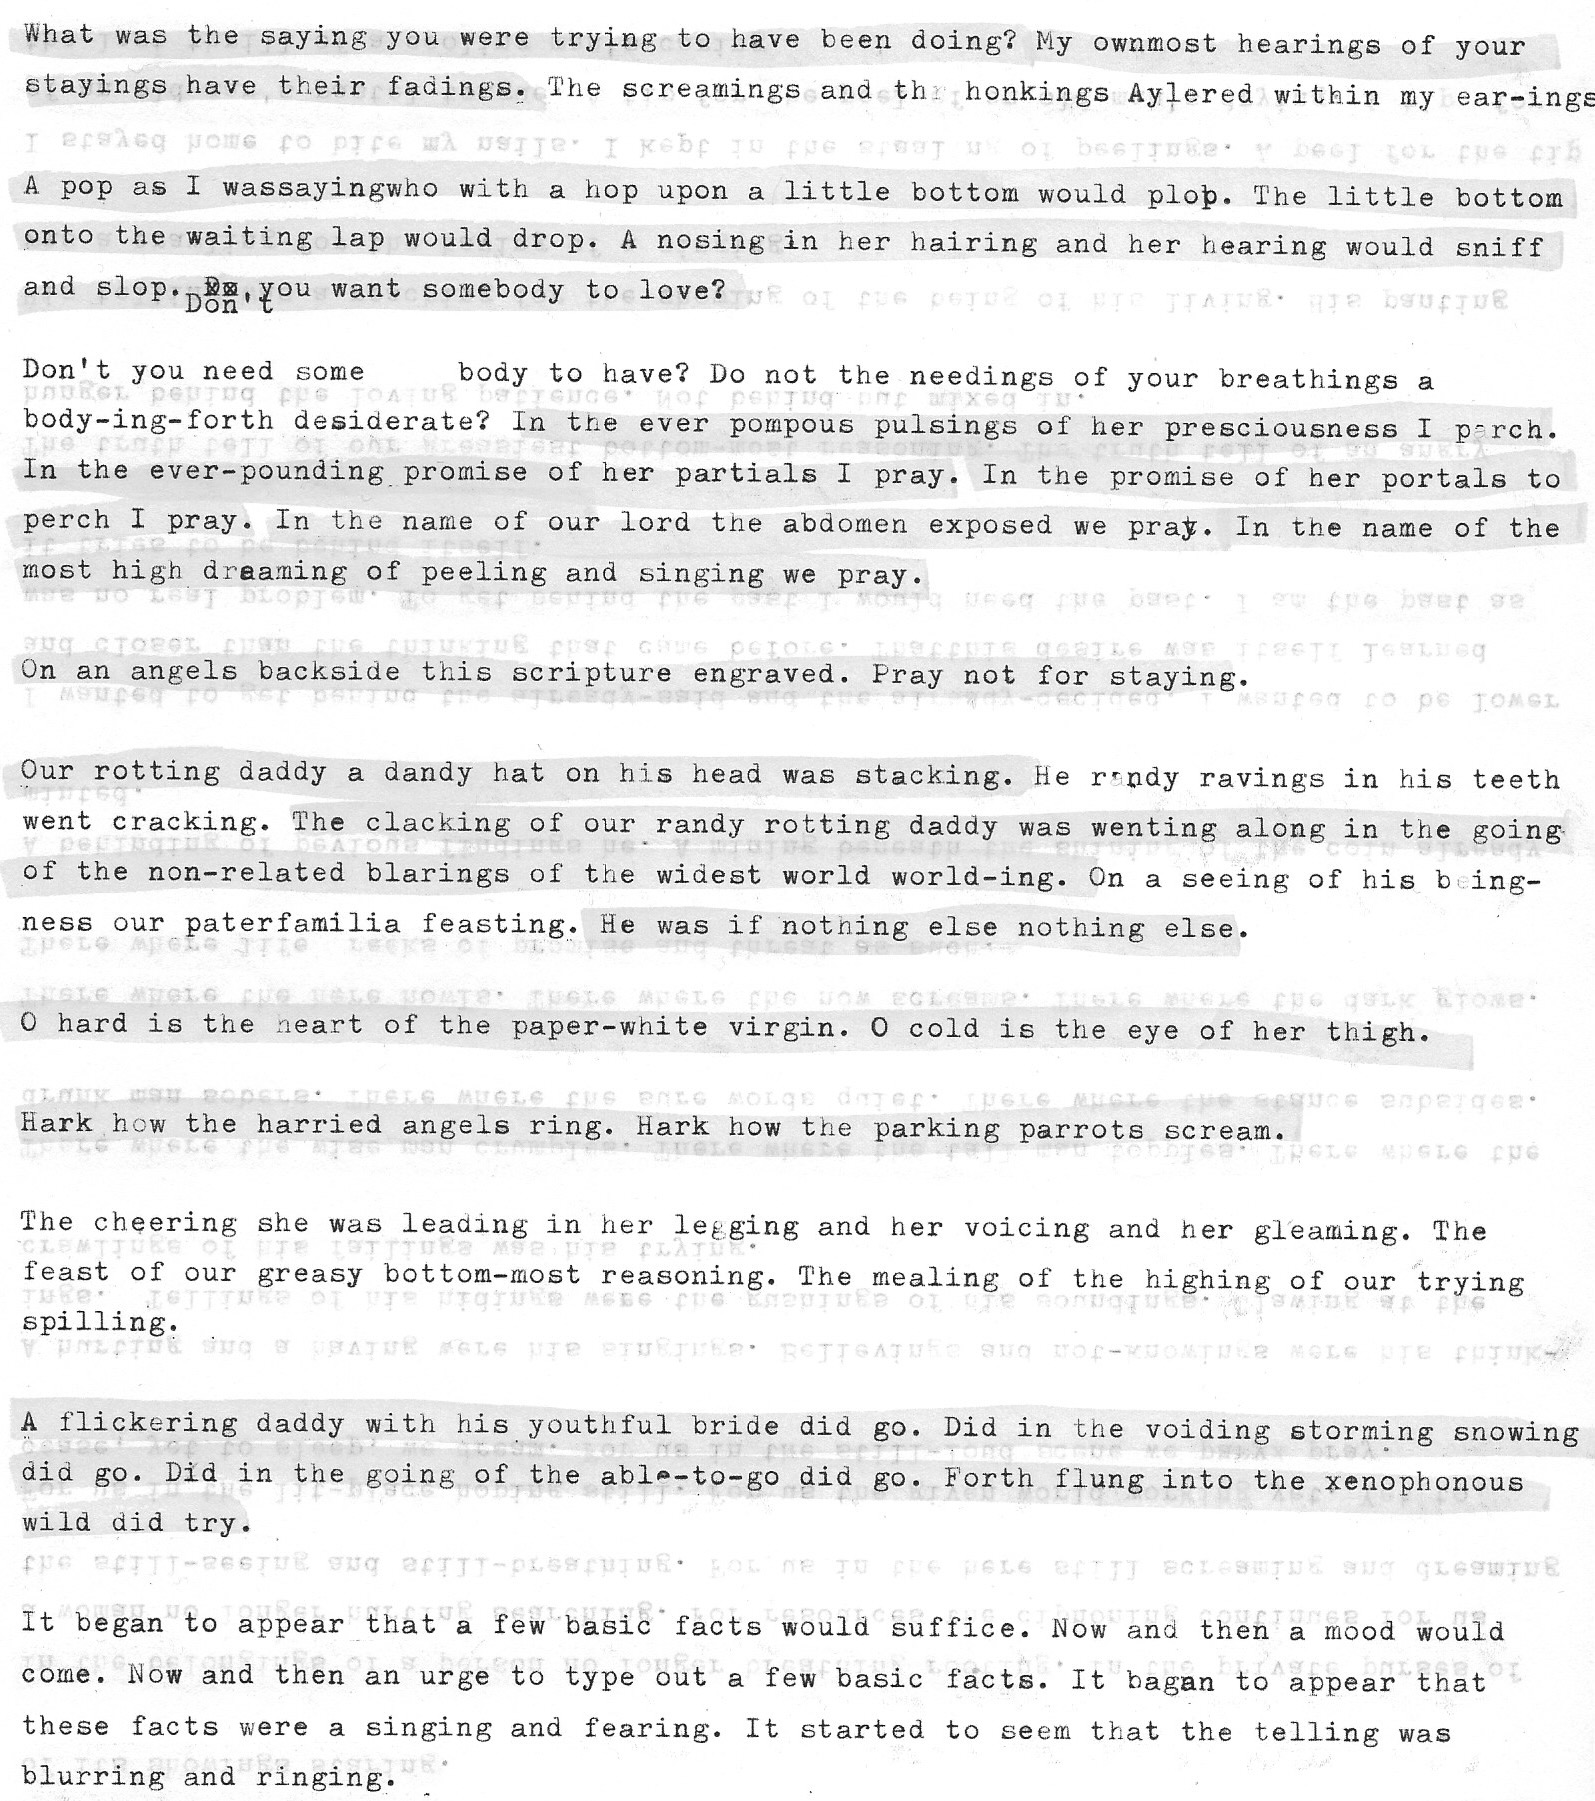 What was the saying you were trying to have been doing? My ownmost hearings of your
stayings have their fadings. The screamings and the honkings Aylered within my ear-ings
A pop as I wassayingwho with a hop upon a little bottom would plop. The little bottom
onto the waiting lap would drop. A nosing in her hairing and her hearing would sniff
and slop. Don't you want somebody to love?
Don't you need some body to have? Do not the needings of your breathings a
body-ing-forth desiderate? In the ever pompous pulsings of her presciousness I parch.
In the ever-pounding promise of her partials I pray. In the promise of her portals to
perch I pray. In the name of our lord the abdomen exposed we pray. In the name of the
most high dreaming of peeling and singing we pray.
On an angels backside this scripture engraved. Pray not for staying.
Our rotting daddy a dandy hat on his head was stacking. He randy ravings in his teeth
went cracking. The clacking of our randy rotting daddy was wenting along in the going
of the non-related blarings of the widest world world-ing. On a seeing of his being-
ness our paterfamilia feasting. He was if nothing else nothing else.
O hard is the heart of the paper-white virgin. O cold is the eye of her thigh.
Hark how the harried angels ring. Hark how the parking parrots scream.
The cheering she was leading in her legging and her voicing and her gleaming. The
feast of our greasy bottom-most reasoning. The mealing of the highing of our trying
spilling.
A flickering daddy with his youthful bride did go. Did in the voiding storming snowing
did go. Did in the going of the able-to-go did go. Forth flung into the xenophonous
wild did try.
It began to appear that a few basic facts would suffice. Now and then a mood would
come. Now and then an urge to type out a few basic facts. It bagan to appear that
these facts were a singing and fearing. It started to seem that the telling was
blurring and ringing.